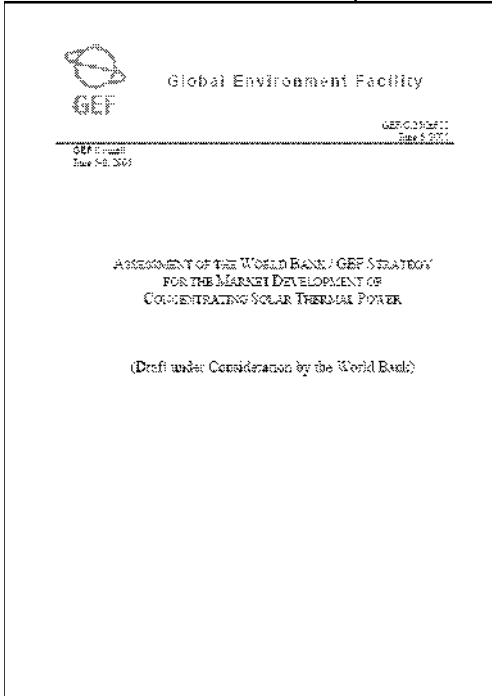 Global Environment Facility
GEF
GEF Council
ASSESSMENT OF THE WORLD BANK / GEF STRATEGY
FOR THE MARKET DEVELOPMENT OF
CONCENTRATING SOLAR THERMAL POWER
(Draft under Consideration by the World Bank)